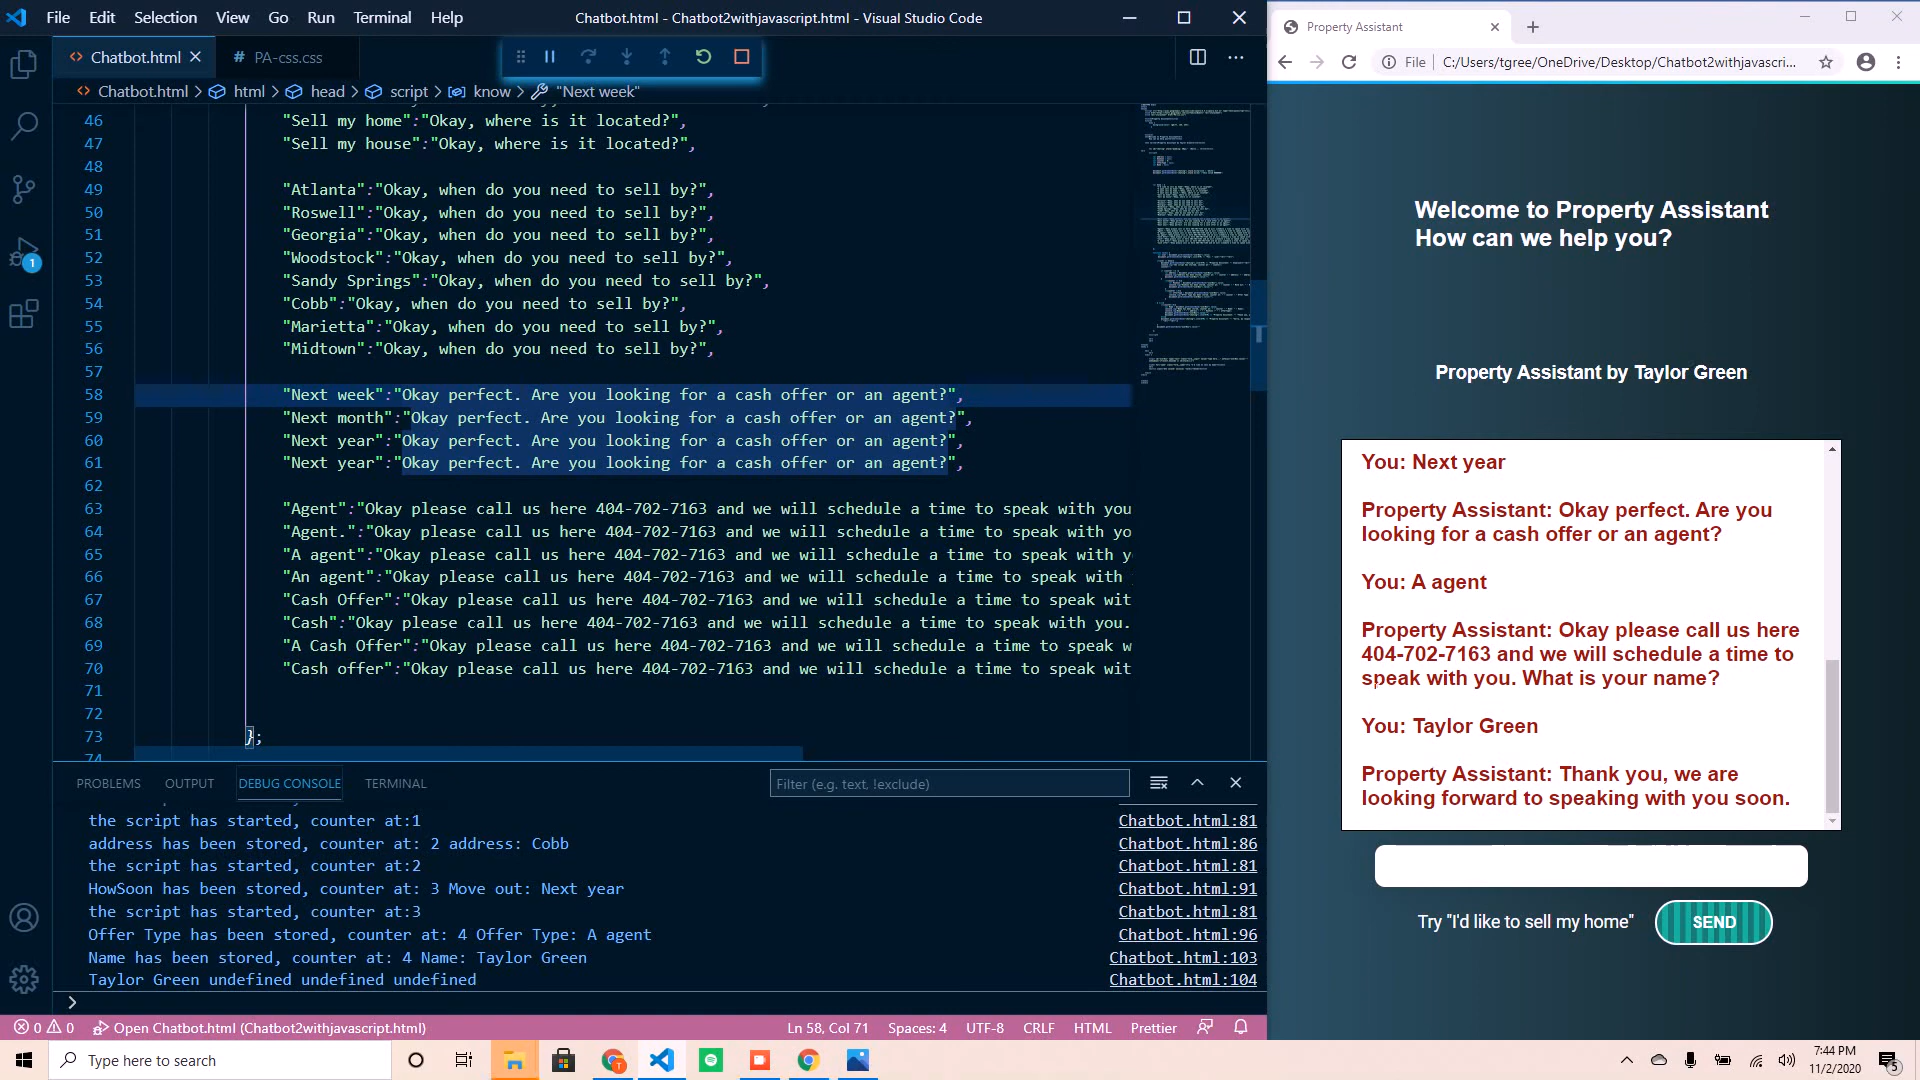 File Edit Selection View Go Run Terminal Help
Chatbot.html - Chatbot2withjavascript.html - Visual Studio Code
Chatbot.html
PA-css.css
Chatbot.html > html > head > script > know > "Next week"
46 "Sell my home":"Okay, where is it located?",
47 "Sell my house":"Okay, where is it located?",
48
49 "Atlanta":"Okay, when do you need to sell by?",
50 "Roswell":"Okay, when do you need to sell by?",
51 "Georgia":"Okay, when do you need to sell by?",
52 "Woodstock":"Okay, when do you need to sell by?",
53 "Sandy Springs":"Okay, when do you need to sell by?",
54 "Cobb":"Okay, when do you need to sell by?",
55 "Marietta":"Okay, when do you need to sell by?",
56 "Midtown":"Okay, when do you need to sell by?",
57
58 "Next week":"Okay perfect. Are you looking for a cash offer or an agent?",
59 "Next month":"Okay perfect. Are you looking for a cash offer or an agent?",
60 "Next year":"Okay perfect. Are you looking for a cash offer or an agent?",
61 "Next year":"Okay perfect. Are you looking for a cash offer or an agent?",
62
63 "Agent":"Okay please call us here 404-702-7163 and we will schedule a time to speak with you
64 "Agent.":"Okay please call us here 404-702-7163 and we will schedule a time to speak with yo
65 "A agent":"Okay please call us here 404-702-7163 and we will schedule a time to speak with y
66 "An agent":"Okay please call us here 404-702-7163 and we will schedule a time to speak with
67 "Cash Offer":"Okay please call us here 404-702-7163 and we will schedule a time to speak wit
68 "Cash":"Okay please call us here 404-702-7163 and we will schedule a time to speak with you.
69 "A Cash Offer":"Okay please call us here 404-702-7163 and we will schedule a time to speak w
70 "Cash offer":"Okay please call us here 404-702-7163 and we will schedule a time to speak wit
71
72
73 };
74
PROBLEMS OUTPUT DEBUG CONSOLE TERMINAL
Filter (e.g. text, !exclude)
the script has started, counter at:1 Chatbot.html:81
address has been stored, counter at: 2 address: Cobb Chatbot.html:86
the script has started, counter at:2 Chatbot.html:81
HowSoon has been stored, counter at: 3 Move out: Next year Chatbot.html:91
the script has started, counter at:3 Chatbot.html:81
Offer Type has been stored, counter at: 4 Offer Type: A agent Chatbot.html:96
Name has been stored, counter at: 4 Name: Taylor Green Chatbot.html:103
Taylor Green undefined undefined undefined Chatbot.html:104
1
0 0 Open Chatbot.html (Chatbot2withjavascript.html) Ln 58, Col 71 Spaces: 4 UTF-8 CRLF HTML Prettier
Property Assistant
File C:/Users/tgree/OneDrive/Desktop/Chatbot2withjavascri...
Welcome to Property Assistant
How can we help you?
Property Assistant by Taylor Green
You: Next year
Property Assistant: Okay perfect. Are you
looking for a cash offer or an agent?
You: A agent
Property Assistant: Okay please call us here
404-702-7163 and we will schedule a time to
speak with you. What is your name?
You: Taylor Green
Property Assistant: Thank you, we are
looking forward to speaking with you soon.
Try "I'd like to sell my home"
SEND
Type here to search
7:44 PM
11/2/2020
5